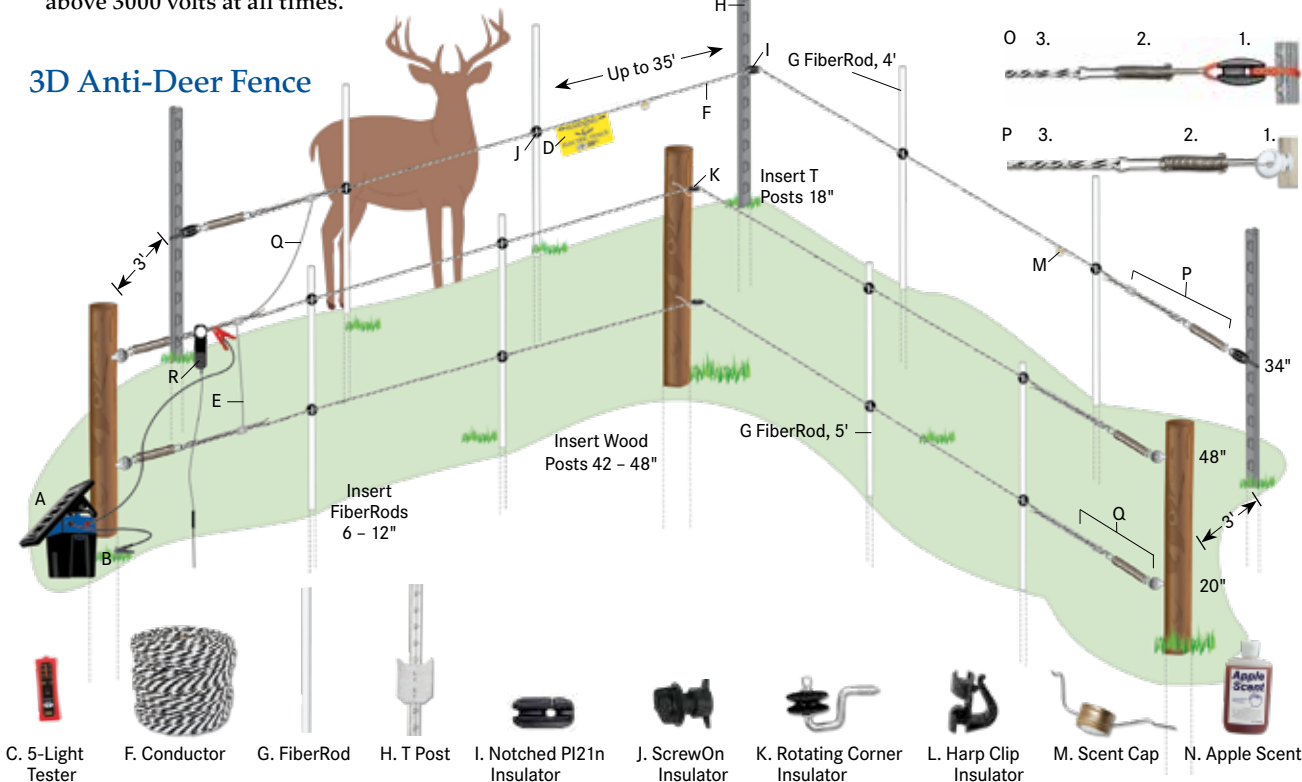 above 3000 volts at all times.
3D Anti-Deer Fence
H
I
Up to 35'
G FiberRod, 4'
F
J
D
K
Insert T
Posts 18"
O 3. 2. 1.
P 3. 2. 1.
3'
Q
M
P
34"
R
E
G FiberRod, 5'
Insert Wood
Posts 42 – 48"
48"
Insert
FiberRods
6 – 12"
A
B
Q
3'
20"
Apple
Scent
C. 5-Light
Tester
F. Conductor
G. FiberRod
H. T Post
I. Notched PI21n
Insulator
J. ScrewOn
Insulator
K. Rotating Corner
Insulator
L. Harp Clip
Insulator
M. Scent Cap
N. Apple Scent